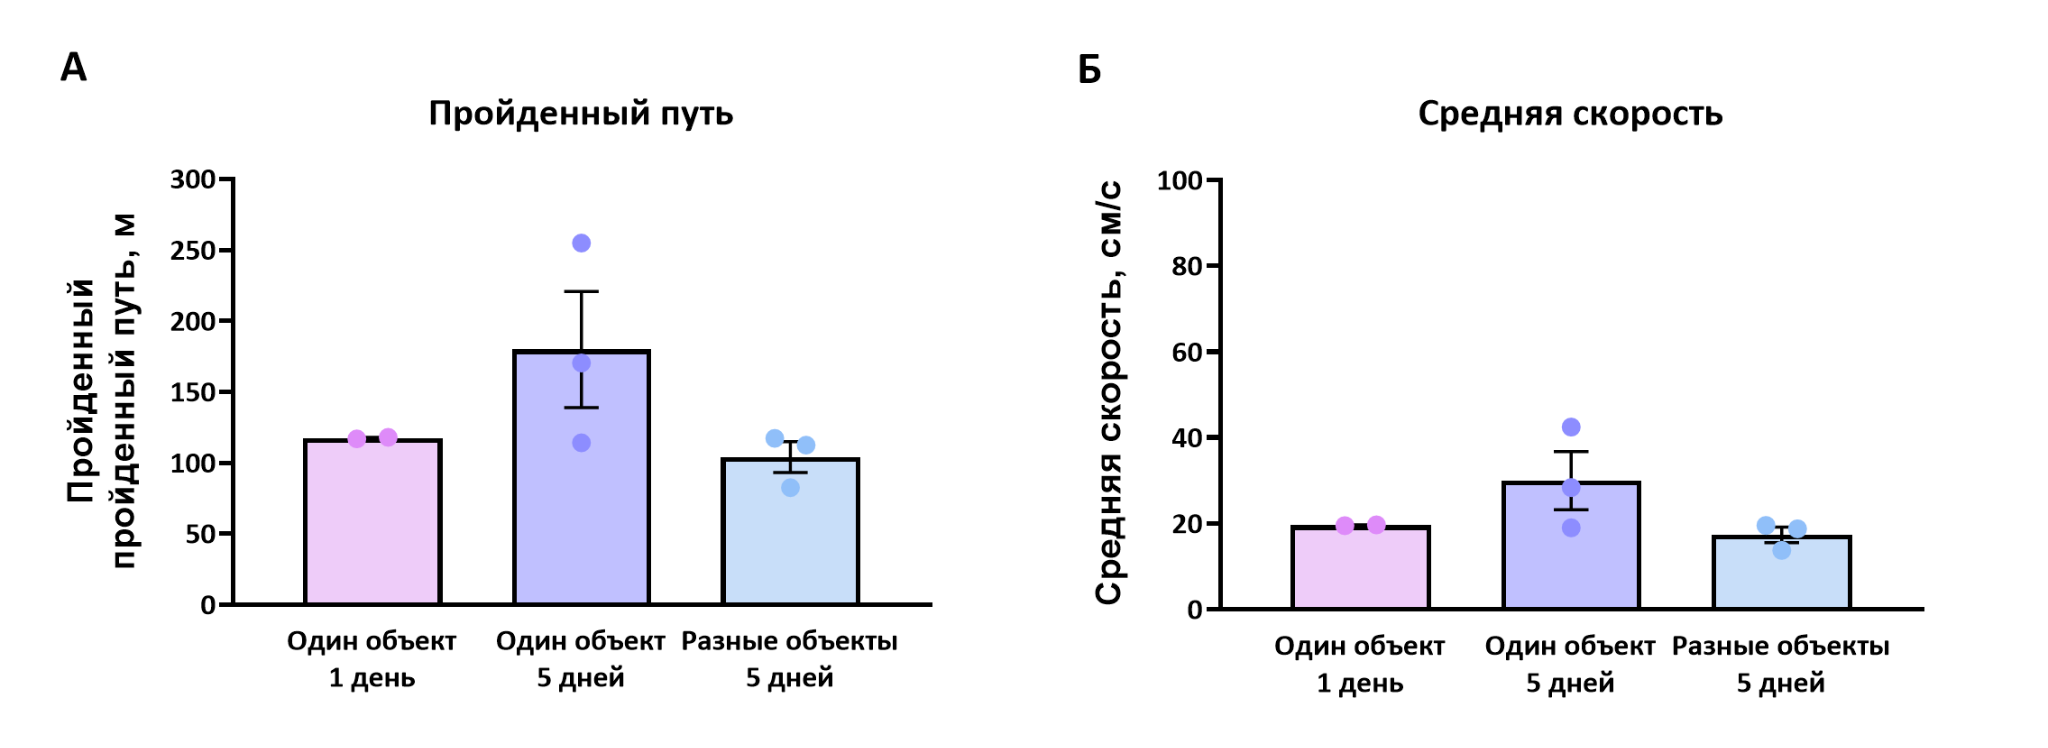 А
Пройденный путь
Пройденный
пройденный путь, м
300
250
200
150
100
50
0
Один объект
1 день
Один объект
5 дней
Разные объекты
5 дней
Б
Средняя скорость
Средняя скорость, см/с
100
80
60
40
20
0
Один объект
1 день
Один объект
5 дней
Разные объекты
5 дней